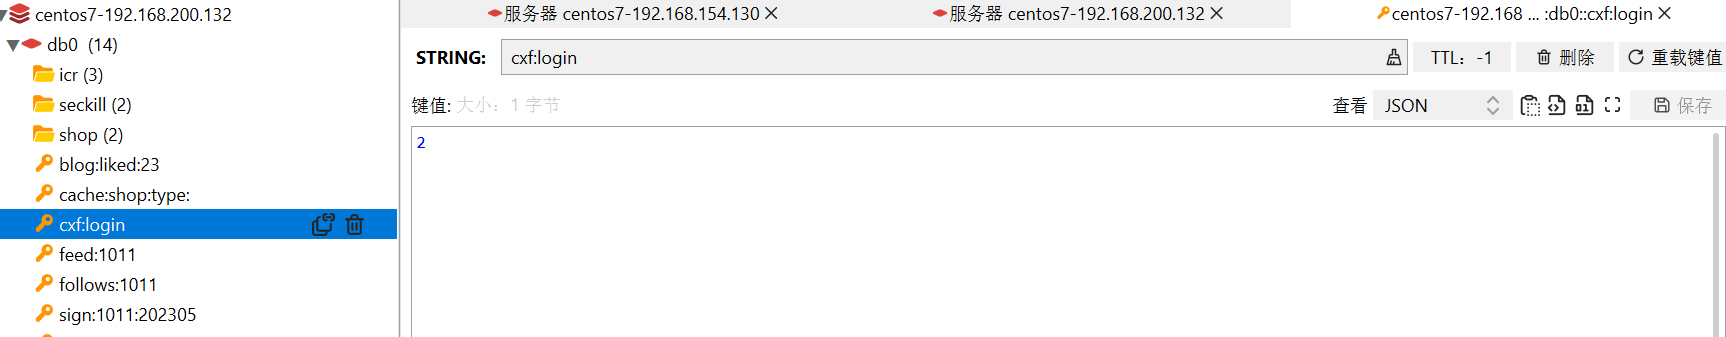 centos7-192.168.200.132
db0 (14)
icr (3)
seckill (2)
shop (2)
blog:liked:23
cache:shop:type:
cxf:login
feed:1011
follows:1011
sign:1011:202305
服务器 centos7-192.168.154.130
服务器 centos7-192.168.200.132
centos7-192.168 ... :db0::cxf:login
STRING: cxf:login TTL: -1 删除 重载键值
键值: 大小: 1 字节 查看 JSON 保存
2